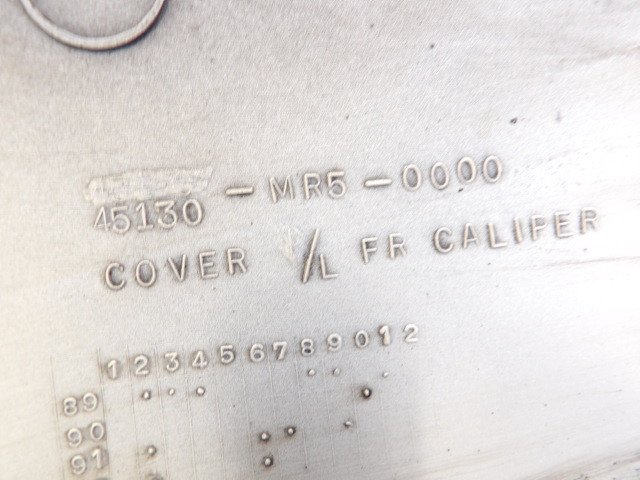 45130 - MR5 - 0000
COVER /L FR CALIPER
1 2 3 4 5 6 7 8 9 0 1 2
89
90
91